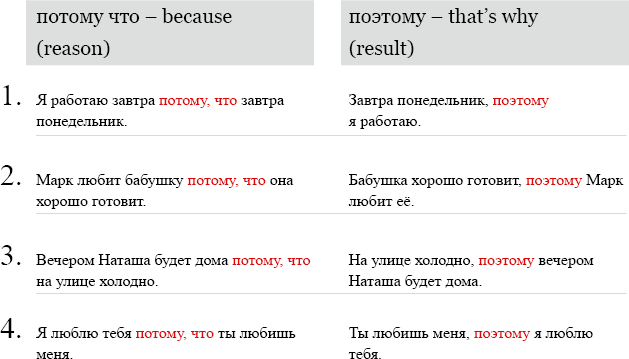 потому что – because
(reason)
поэтому – that's why
(result)
1.
Я работаю завтра потому, что завтра
понедельник.
Завтра понедельник, поэтому
я работаю.
2.
Марк любит бабушку потому, что она
хорошо готовит.
Бабушка хорошо готовит, поэтому Марк
любит её.
3.
Вечером Наташа будет дома потому, что
на улице холодно.
На улице холодно, поэтому вечером
Наташа будет дома.
4.
Я люблю тебя потому, что ты любишь
меня.
Ты любишь меня, поэтому я люблю
тебя.